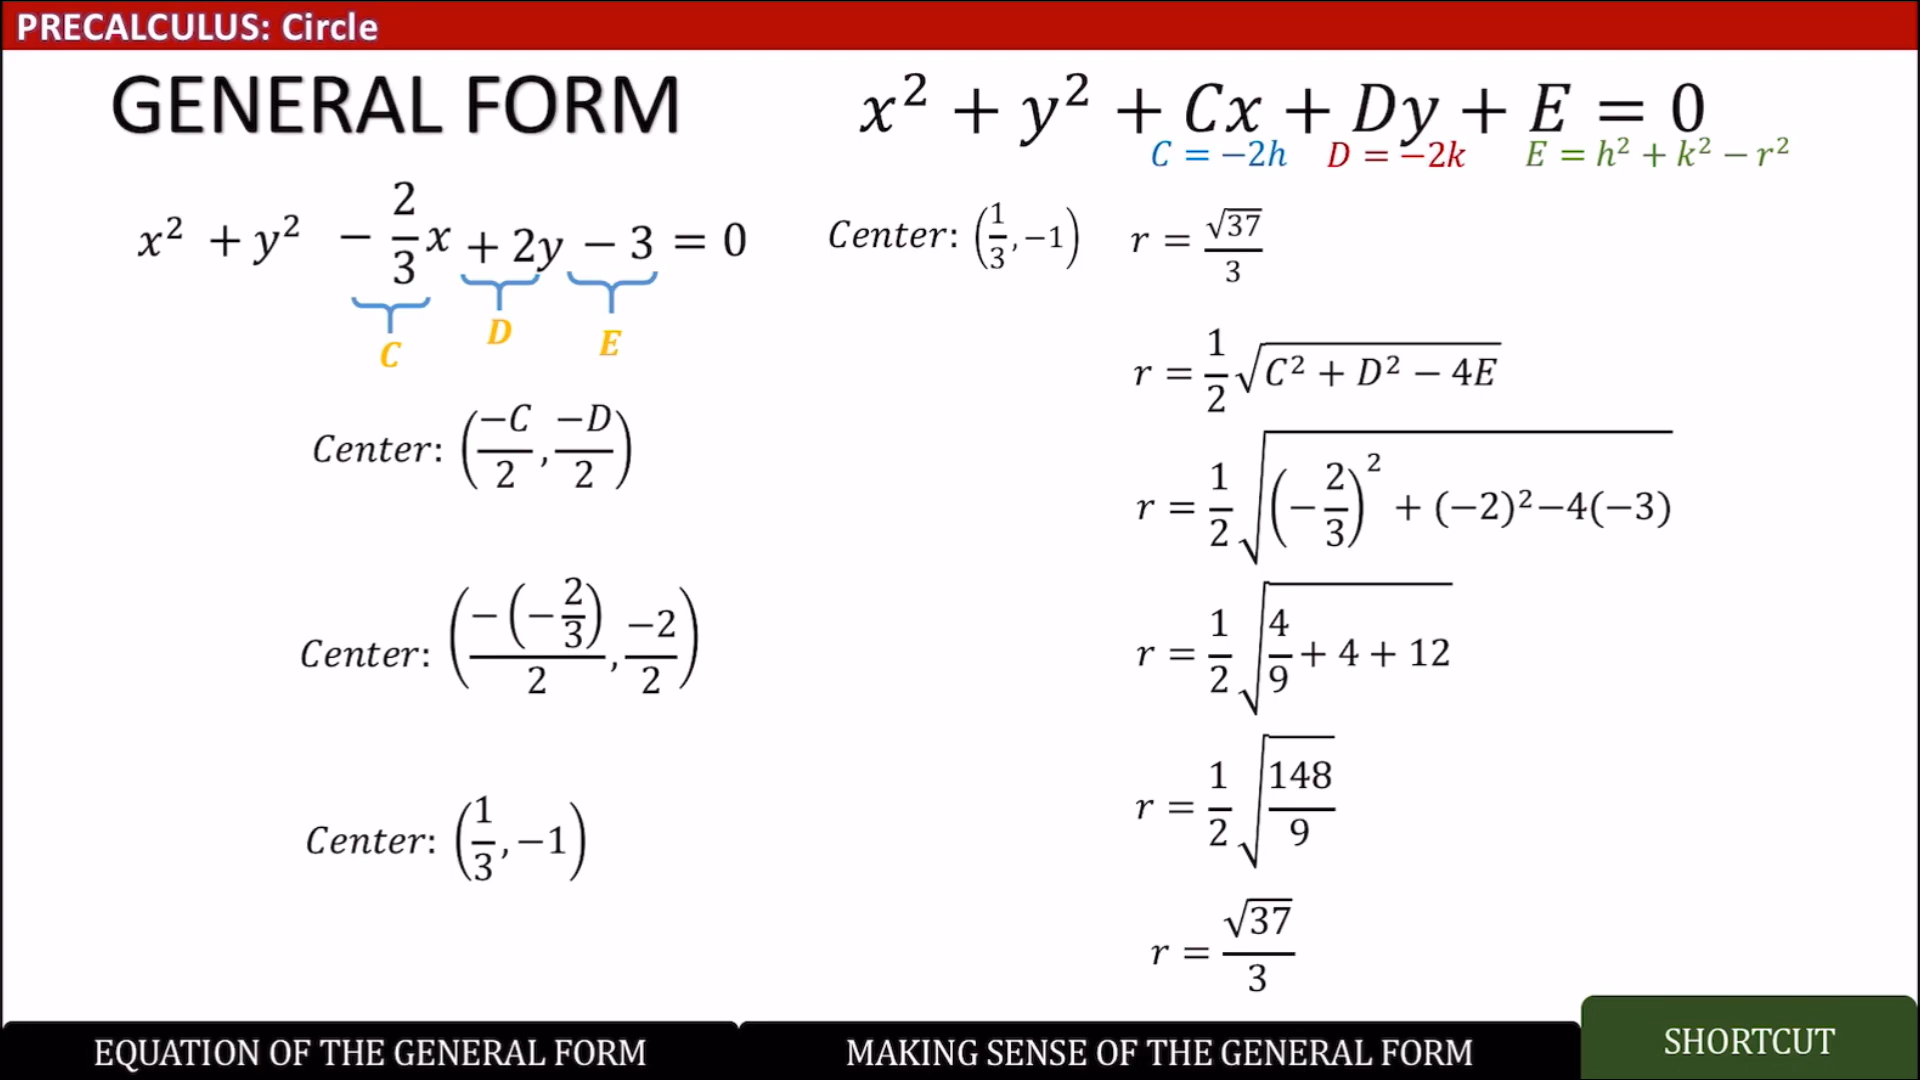 PRECALCULUS: Circle
GENERAL FORM
x² + y² + Cx + Dy + E = 0
C = −2h D = −2k E = h² + k² − r²
x² + y² − 2/3 x + 2y − 3 = 0
C D E
Center: (1/3, −1) r = √37/3
Center: (−C/2, −D/2)
Center: (−(−2/3)/2, −2/2)
Center: (1/3, −1)
r = 1/2 √(C² + D² − 4E)
r = 1/2 √((−2/3)² + (−2)²−4(−3))
r = 1/2 √(4/9 + 4 + 12)
r = 1/2 √(148/9)
r = √37/3
EQUATION OF THE GENERAL FORM
MAKING SENSE OF THE GENERAL FORM
SHORTCUT